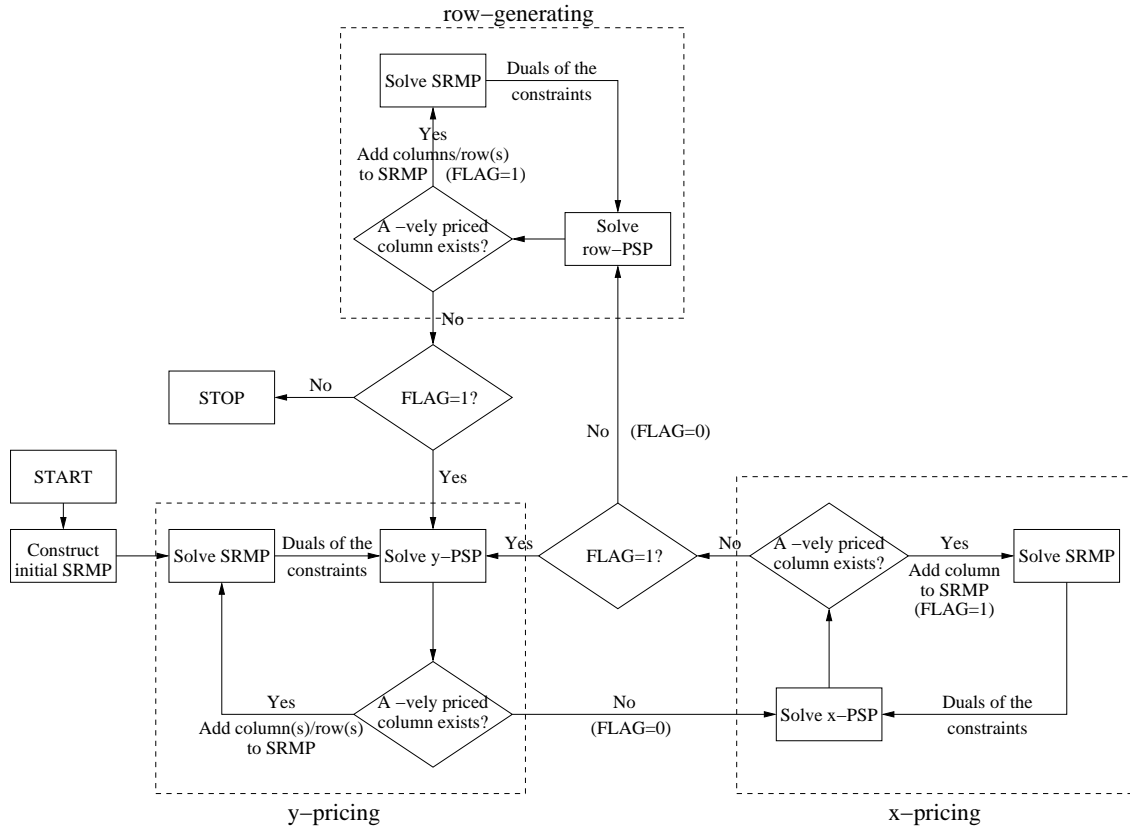 row−generating
Solve SRMP
Duals of the
constraints
Yes
Add columns/row(s)
to SRMP (FLAG=1)
A −vely priced
column exists?
Solve
row−PSP
No
STOP
No
FLAG=1?
No (FLAG=0)
Yes
START
Construct
initial SRMP
Solve SRMP
Duals of the
constraints
Solve y−PSP
Yes
FLAG=1?
No
A −vely priced
column exists?
Yes
Add column
to SRMP
(FLAG=1)
Solve SRMP
Yes
Add column(s)/row(s)
to SRMP
A −vely priced
column exists?
No
(FLAG=0)
Solve x−PSP
Duals of the
constraints
y−pricing
x−pricing